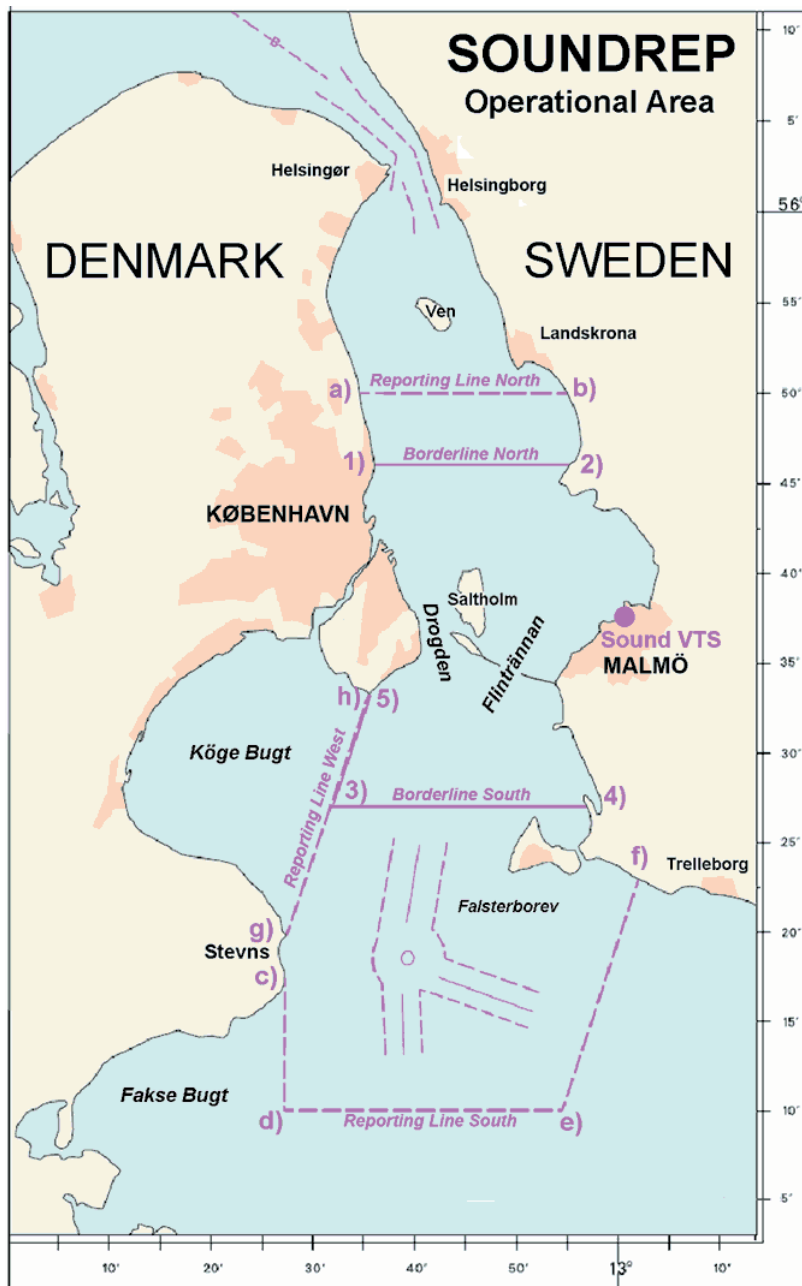 SOUNDREP
Operational Area
B
Helsingør
Helsingborg
DENMARK
SWEDEN
Ven
Landskrona
a)
Reporting Line North
b)
1)
Borderline North
2)
KØBENHAVN
Saltholm
Drogden
Flintrännan
Sound VTS
MALMÖ
h)
5)
Köge Bugt
Reporting Line West
3)
Borderline South
4)
f)
Trelleborg
Falsterborev
g)
Stevns
c)
Fakse Bugt
d)
Reporting Line South
e)
10'
5'
56°
55'
50'
45'
40'
35'
30'
25'
20'
15'
10'
5'
10'
20'
30'
40'
50'
13°
10'